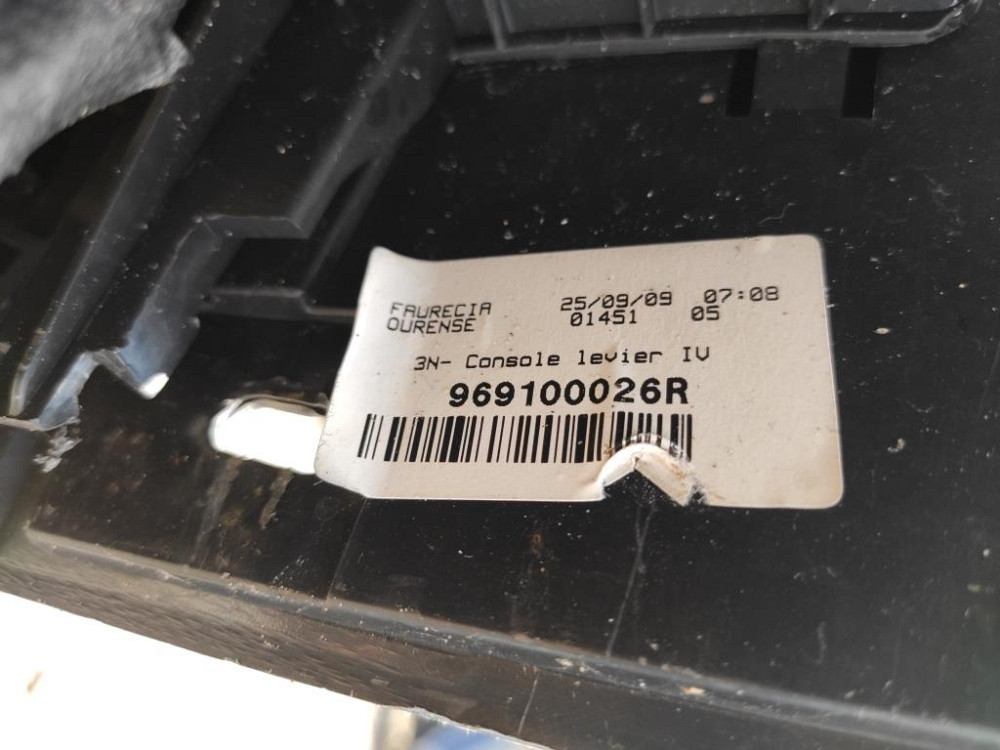 FAURECIA 25/09/09 07:08
OURENSE 01451 05
3N- Console levier IV
969100026R